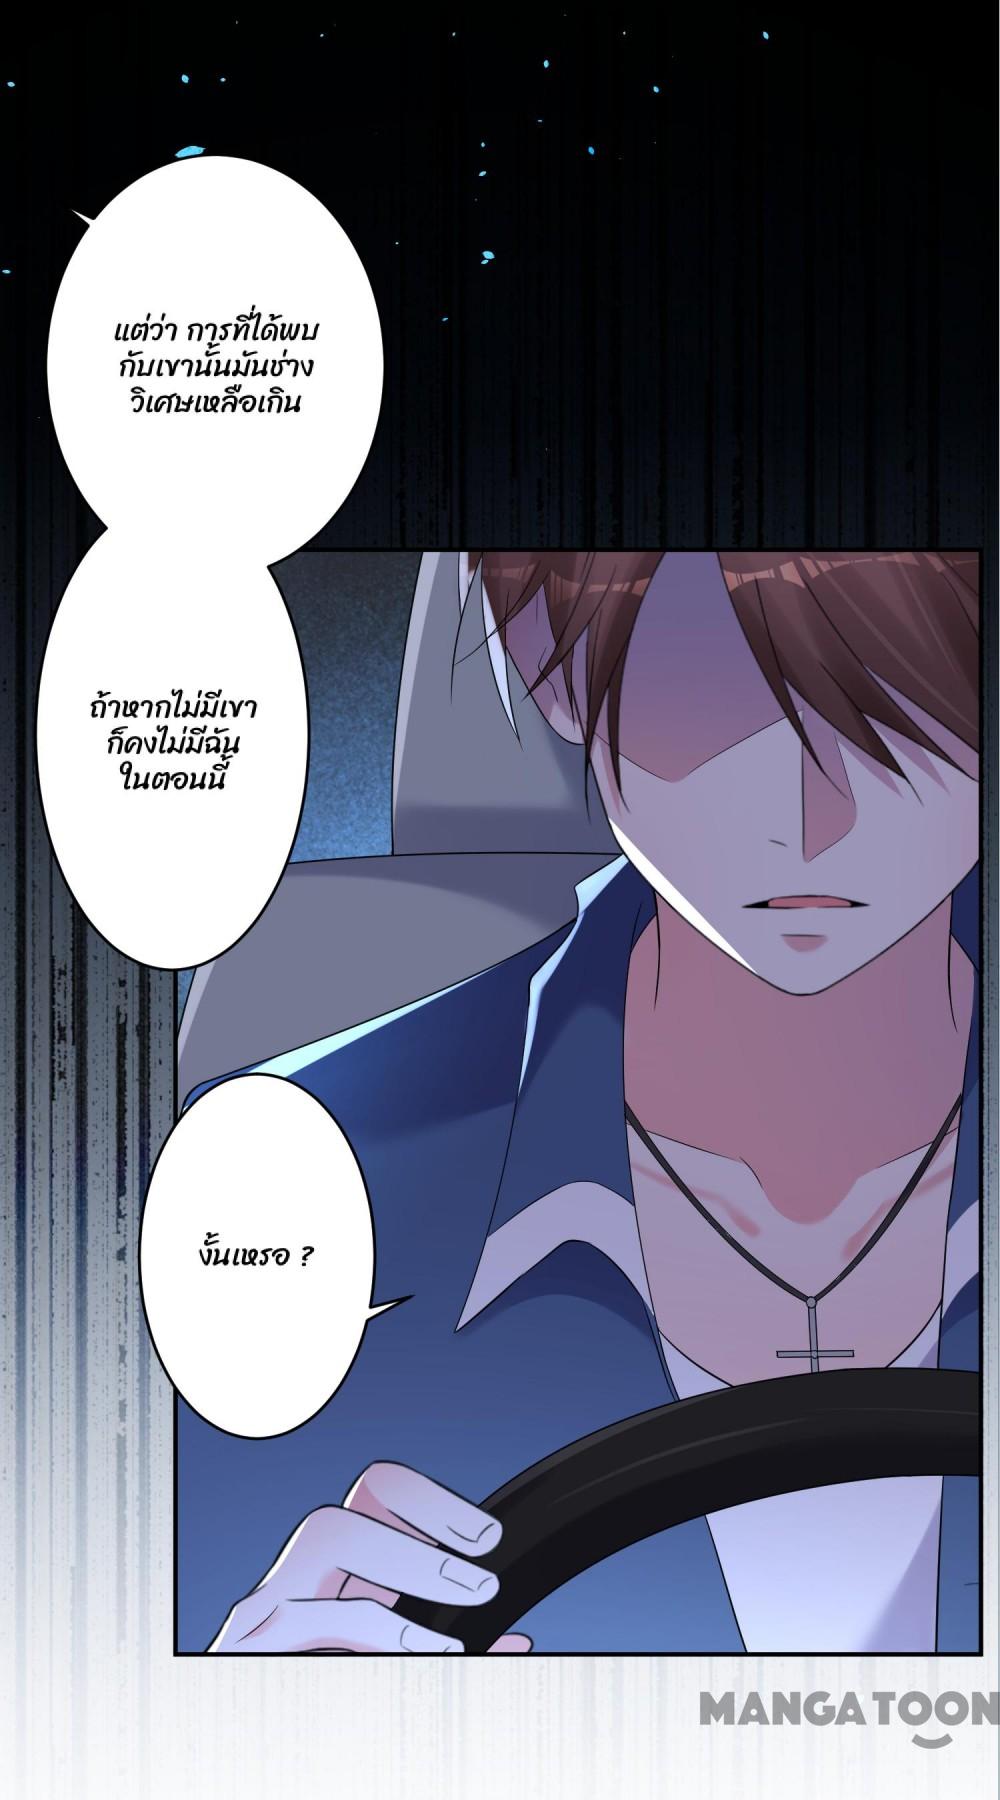 แต่ว่า การที่ได้พบ
กับเขานั้นมันช่าง
วิเศษเหลือเกิน
ถ้าหากไม่มีเขา
ก็คงไม่มีฉัน
ในตอนนี้
งั้นเหรอ ?
MANGATOON